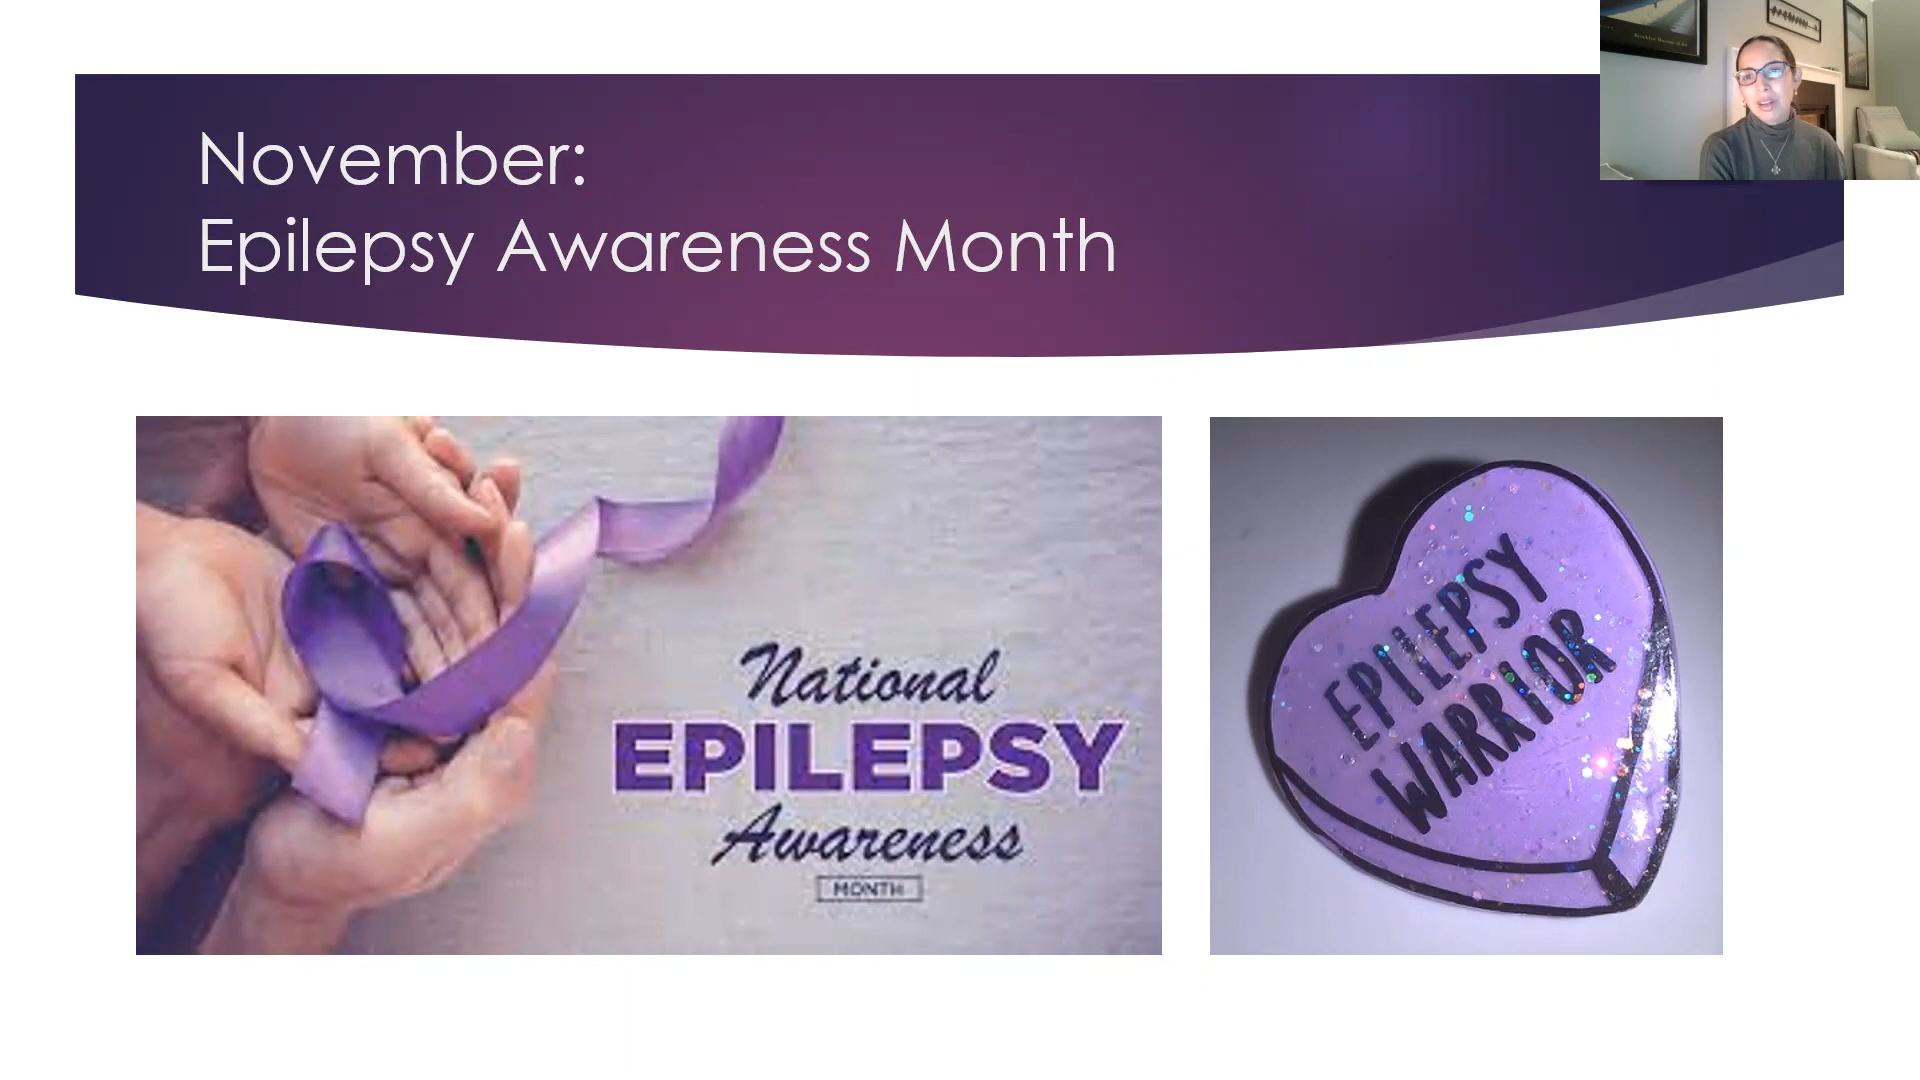 November:
Epilepsy Awareness Month
National
EPILEPSY
Awareness
MONTH
EPILEPSY
WARRIOR